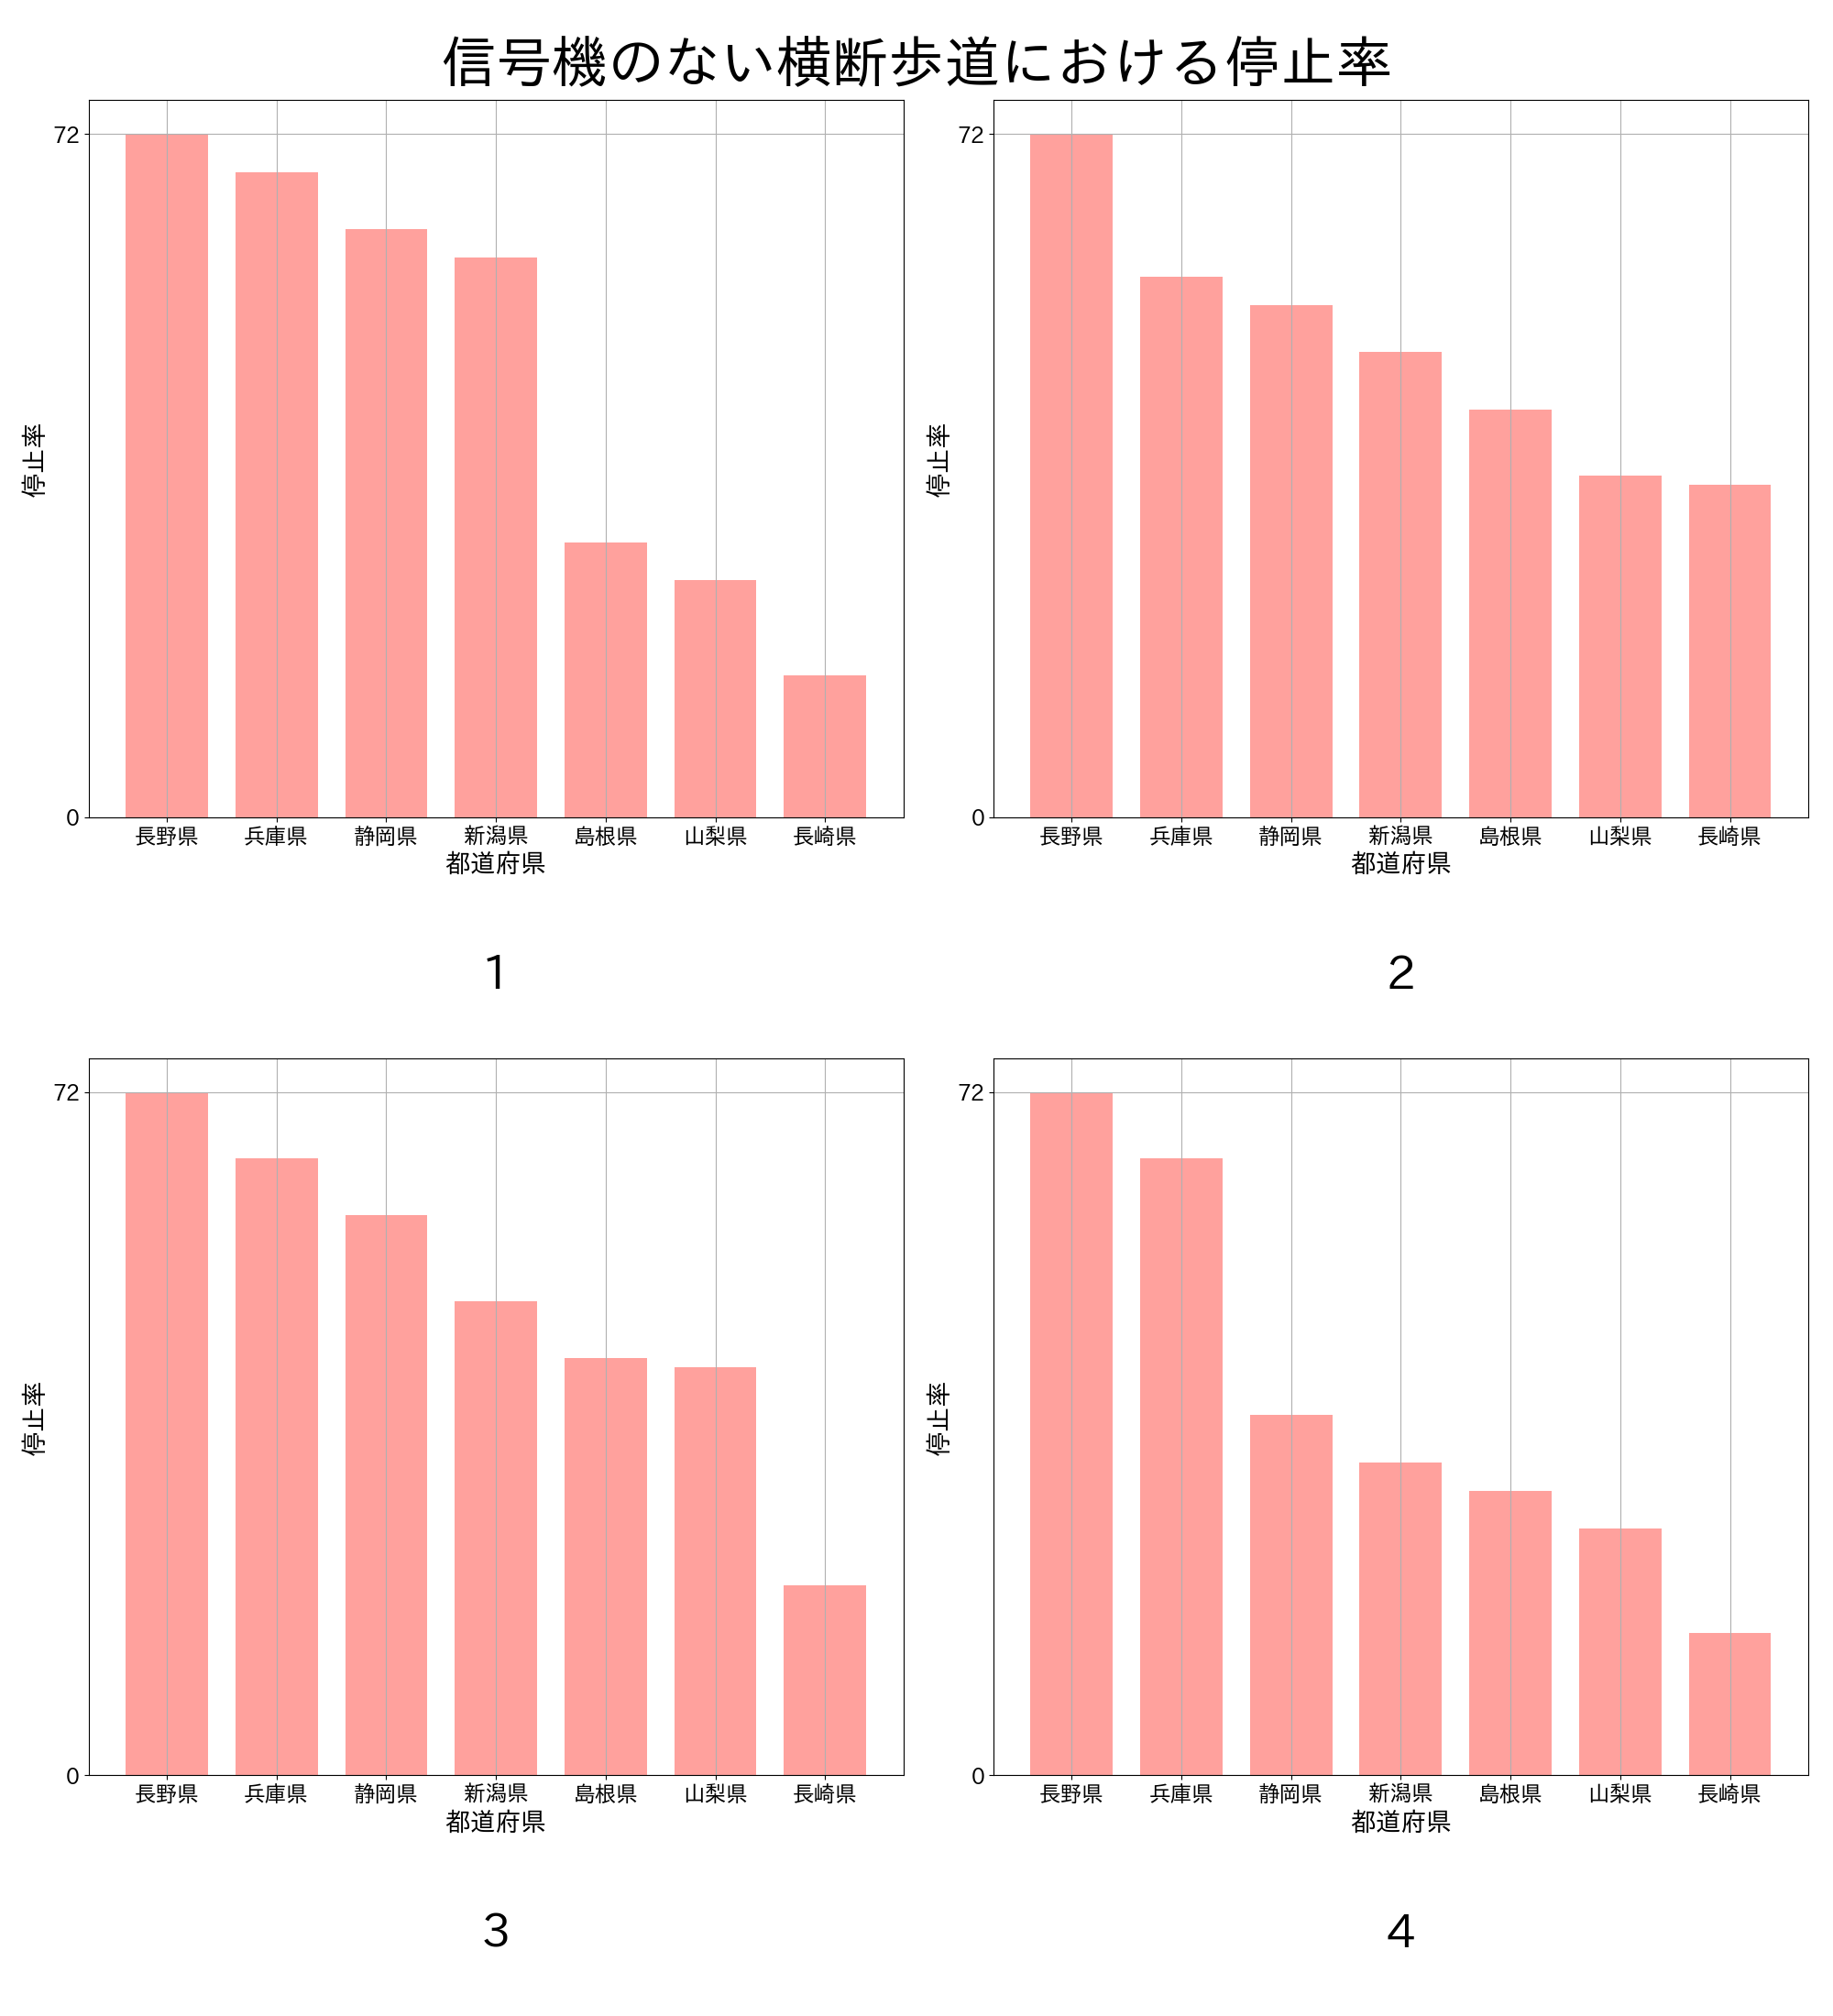 信号機のない横断歩道における停止率
72
0
停止率
長野県 兵庫県 静岡県 新潟県 島根県 山梨県 長崎県
都道府県
1
72
0
停止率
長野県 兵庫県 静岡県 新潟県 島根県 山梨県 長崎県
都道府県
2
72
0
停止率
長野県 兵庫県 静岡県 新潟県 島根県 山梨県 長崎県
都道府県
3
72
0
停止率
長野県 兵庫県 静岡県 新潟県 島根県 山梨県 長崎県
都道府県
4